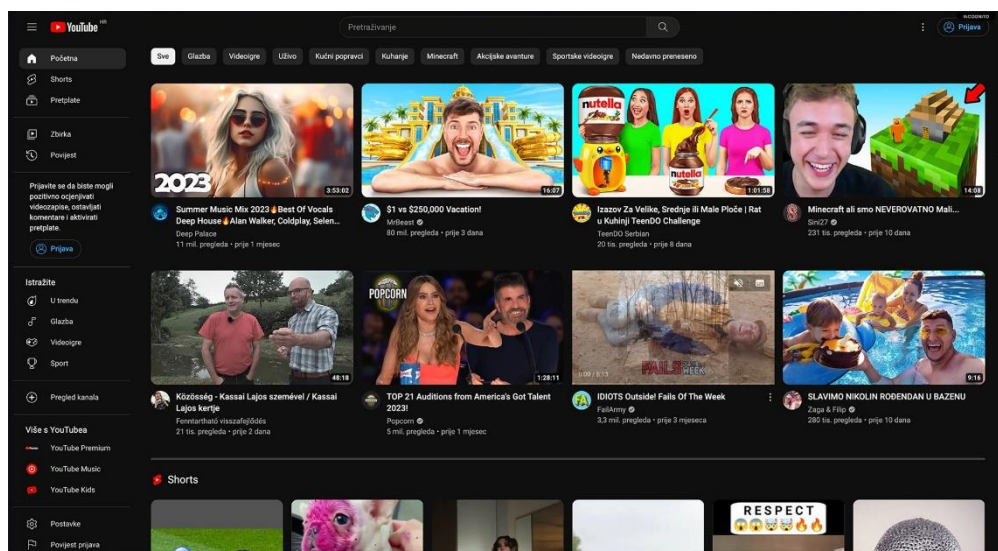 YouTube HR
Pretraživanje
INCOGNITO
Prijava
Početna
Shorts
Pretplate
Zbirka
Povijest
Prijavite se da biste mogli
pozitivno ocjenjivati
videozapise, ostavljati
komentare i aktivirati
pretplate.
Prijava
Istražite
U trendu
Glazba
Videoigre
Sport
Pregled kanala
Više s YouTubea
YouTube Premium
YouTube Music
YouTube Kids
Postavke
Povijest prijava
Sve Glazba Videoigre Uživo Kućni popravci Kuhanje Minecraft Akcijske avanture Sportske videoigre Nedavno preneseno
2023
3:53:02
Summer Music Mix 2023🔥Best Of Vocals
Deep House🔥Alan Walker, Coldplay, Selen...
Deep Palace
11 mil. pregleda • prije 1 mjesec
16:07
$1 vs $250,000 Vacation!
MrBeast
80 mil. pregleda • prije 3 dana
nutella
nutella
1:01:58
Izazov Za Velike, Srednje ili Male Ploče | Rat
u Kuhinji TeenDO Challenge
TeenDO Serbian
20 tis. pregleda • prije 8 dana
14:08
Minecraft ali smo NEVEROVATNO Mali...
Sini27
231 tis. pregleda • prije 10 dana
48:18
Közösség - Kassai Lajos szemével / Kassai
Lajos kertje
Fenntartható visszafejlődés
21 tis. pregleda • prije 2 dana
POPCORN
1:28:11
TOP 21 Auditions from America's Got Talent
2023!
Popcorn
5 mil. pregleda • prije 1 mjesec
FAILS OF THE WEEK
0:08 / 8:15
IDIOTS Outside! Fails Of The Week
FailArmy
3,3 mil. pregleda • prije 3 mjeseca
9:16
SLAVIMO NIKOLIN ROĐENDAN U BAZENU
Zaga & Filip
280 tis. pregleda • prije 10 dana
Shorts
RESPECT